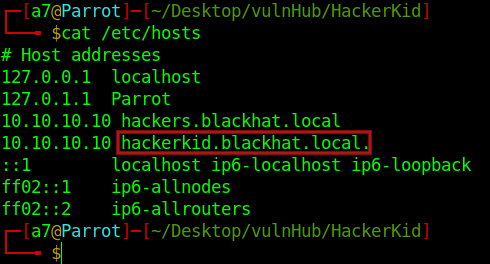 ┌─[a7@Parrot]─[~/Desktop/vulnHub/HackerKid]
└──╼ $cat /etc/hosts
# Host addresses
127.0.0.1  localhost
127.0.1.1  Parrot
10.10.10.10 hackers.blackhat.local
10.10.10.10 hackerkid.blackhat.local.
::1        localhost ip6-localhost ip6-loopback
ff02::1    ip6-allnodes
ff02::2    ip6-allrouters
┌─[a7@Parrot]─[~/Desktop/vulnHub/HackerKid]
└──╼ $